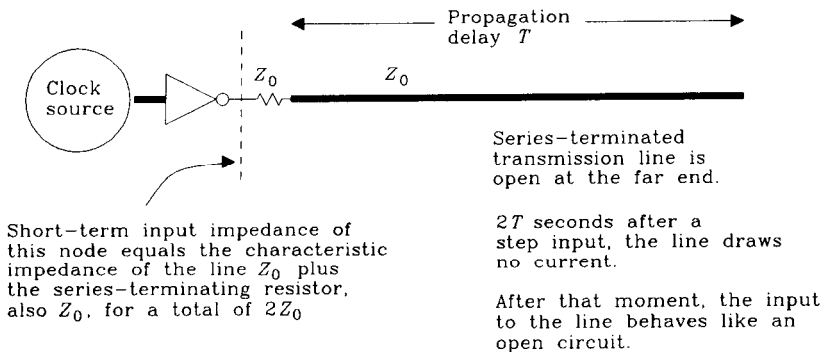 Propagation
delay T
Z₀
Z₀
Clock
source
Series-terminated
transmission line is
open at the far end.
Short-term input impedance of
this node equals the characteristic
impedance of the line Z₀ plus
the series-terminating resistor,
also Z₀, for a total of 2Z₀
2T seconds after a
step input, the line draws
no current.
After that moment, the input
to the line behaves like an
open circuit.